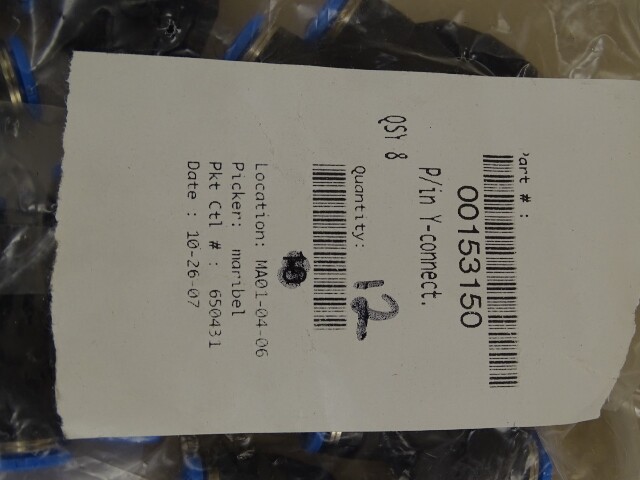 Part # :
00153150
P/in Y-connect.
QSY 8
Quantity: 12
Location: MA01-04-06
Picker: maribel
Pkt Ctl # : 650431
Date : 10-26-07